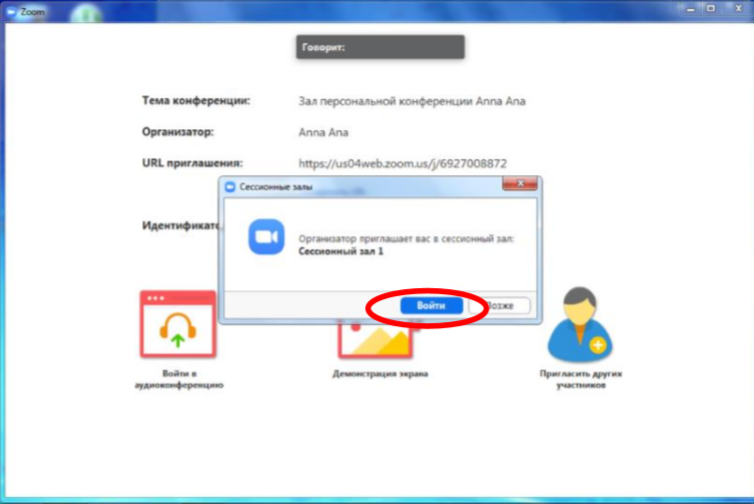 Zoom
Говорит:
Тема конференции:
Зал персональной конференции Anna Ana
Организатор:
Anna Ana
URL приглашения:
https://us04web.zoom.us/j/6927008872
Сессионные залы
Идентификато
Организатор приглашает вас в сессионный зал:
Сессионный зал 1
Войти
Позже
Войти в
аудиоконференцию
Демонстрация экрана
Пригласить других
участников